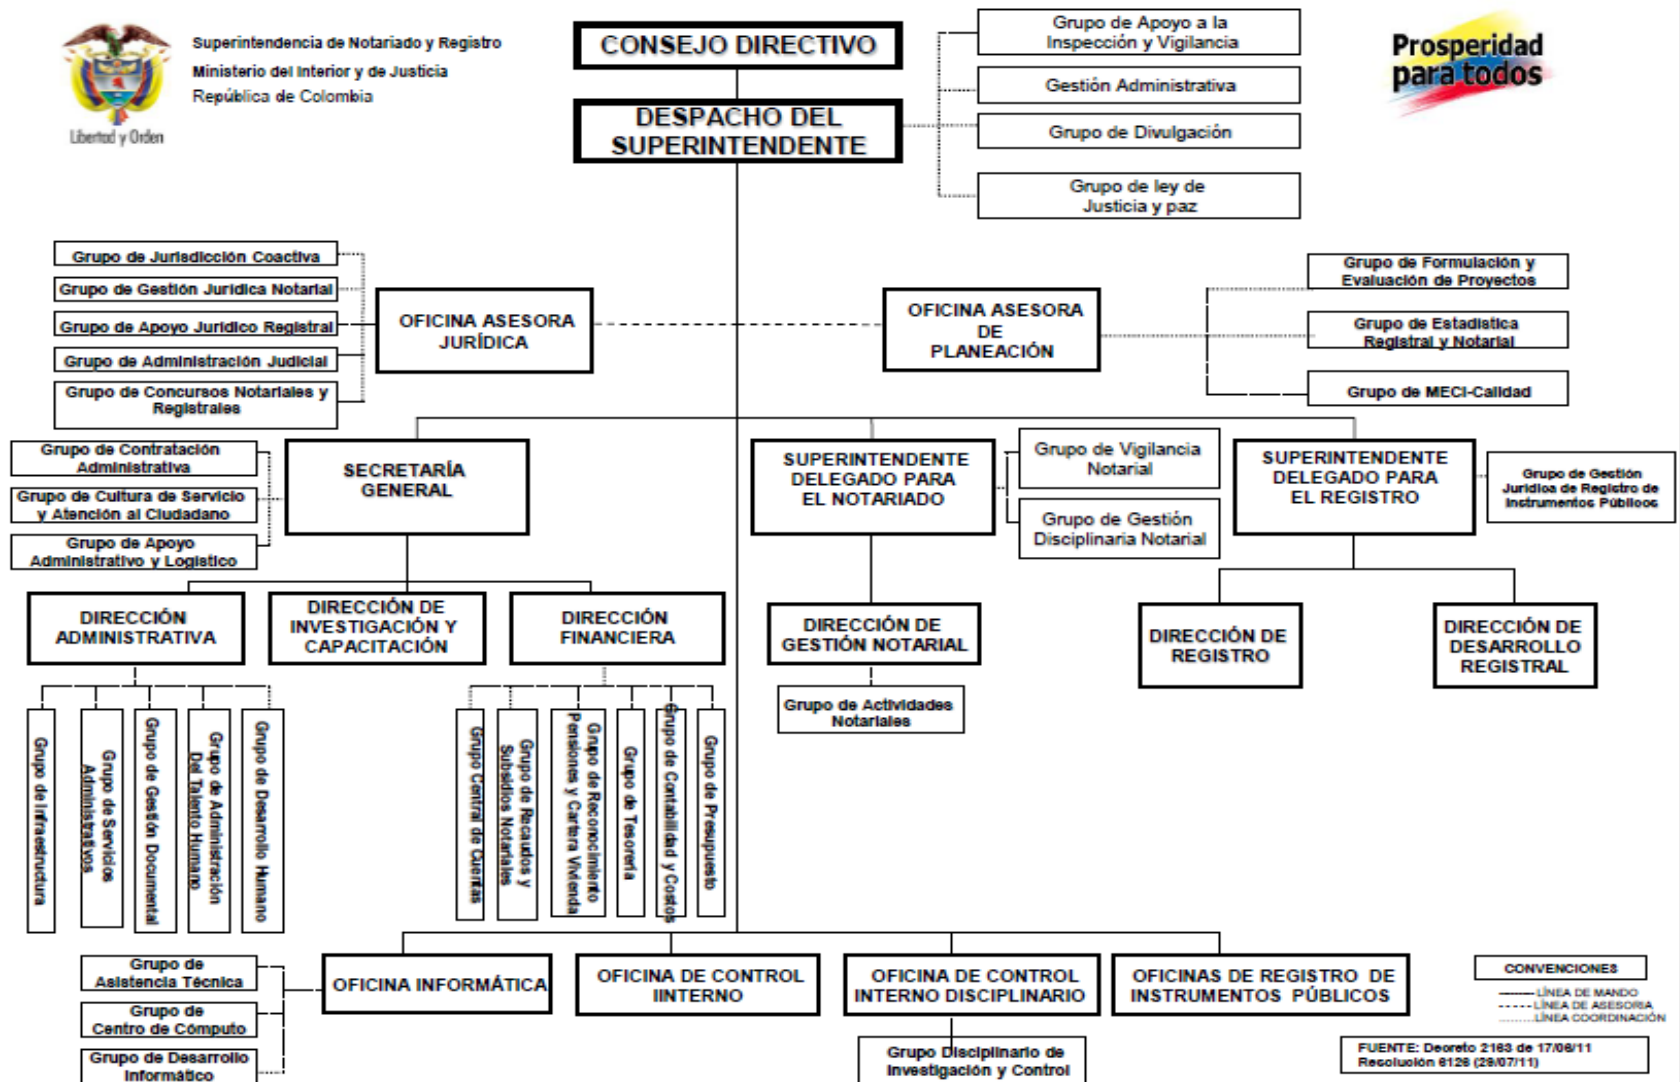 Superintendencia de Notariado y Registro
Ministerio del Interior y de Justicia
República de Colombia
Libertad y Orden
CONSEJO DIRECTIVO
DESPACHO DEL
SUPERINTENDENTE
Grupo de Apoyo a la
Inspección y Vigilancia
Gestión Administrativa
Grupo de Divulgación
Grupo de ley de
Justicia y paz
Prosperidad
para todos
Grupo de Jurisdicción Coactiva
Grupo de Gestión Jurídica Notarial
Grupo de Apoyo Jurídico Registral
Grupo de Administración Judicial
Grupo de Concursos Notariales y
Registrales
OFICINA ASESORA
JURÍDICA
OFICINA ASESORA
DE
PLANEACIÓN
Grupo de Formulación y
Evaluación de Proyectos
Grupo de Estadística
Registral y Notarial
Grupo de MECI-Calidad
Grupo de Contratación
Administrativa
Grupo de Cultura de Servicio
y Atención al Ciudadano
Grupo de Apoyo
Administrativo y Logístico
SECRETARÍA
GENERAL
SUPERINTENDENTE
DELEGADO PARA
EL NOTARIADO
Grupo de Vigilancia
Notarial
Grupo de Gestión
Disciplinaria Notarial
SUPERINTENDENTE
DELEGADO PARA
EL REGISTRO
Grupo de Gestión
Jurídica de Registro de
Instrumentos Públicos
DIRECCIÓN
ADMINISTRATIVA
DIRECCIÓN DE
INVESTIGACIÓN Y
CAPACITACIÓN
DIRECCIÓN
FINANCIERA
DIRECCIÓN DE
GESTIÓN NOTARIAL
DIRECCIÓN DE
REGISTRO
DIRECCIÓN DE
DESARROLLO
REGISTRAL
Grupo de Actividades
Notariales
Grupo de Infraestructura
Grupo de Servicios
Administrativos
Grupo de Gestión Documental
Grupo de Administración
Del Talento Humano
Grupo de Desarrollo Humano
Grupo Central de Cuentas
Grupo de Recaudos y
Subsidios Notariales
Grupo de Reconocimiento
Pensiones y Cartera Vivienda
Grupo de Tesorería
Grupo de Contabilidad y Costos
Grupo de Presupuesto
Grupo de
Asistencia Técnica
Grupo de
Centro de Cómputo
Grupo de Desarrollo
Informático
OFICINA INFORMÁTICA
OFICINA DE CONTROL
IINTERNO
OFICINA DE CONTROL
INTERNO DISCIPLINARIO
OFICINAS DE REGISTRO DE
INSTRUMENTOS PÚBLICOS
Grupo Disciplinario de
Investigación y Control
CONVENCIONES
LÍNEA DE MANDO
LÍNEA DE ASESORIA
LÍNEA COORDINACIÓN
FUENTE: Decreto 2163 de 17/06/11
Resolución 6126 (29/07/11)